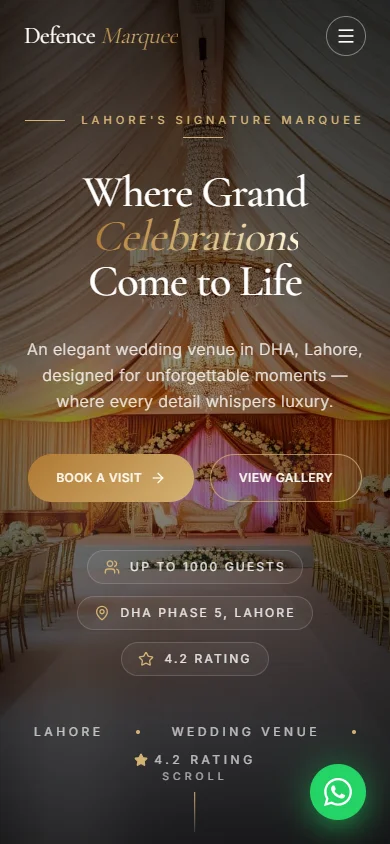 Defence Marquee
LAHORE'S SIGNATURE MARQUEE
Where Grand
Celebrations
Come to Life
An elegant wedding venue in DHA, Lahore,
designed for unforgettable moments —
where every detail whispers luxury.
BOOK A VISIT →
VIEW GALLERY
UP TO 1000 GUESTS
DHA PHASE 5, LAHORE
4.2 RATING
LAHORE • WEDDING VENUE •
★ 4.2 RATING
SCROLL